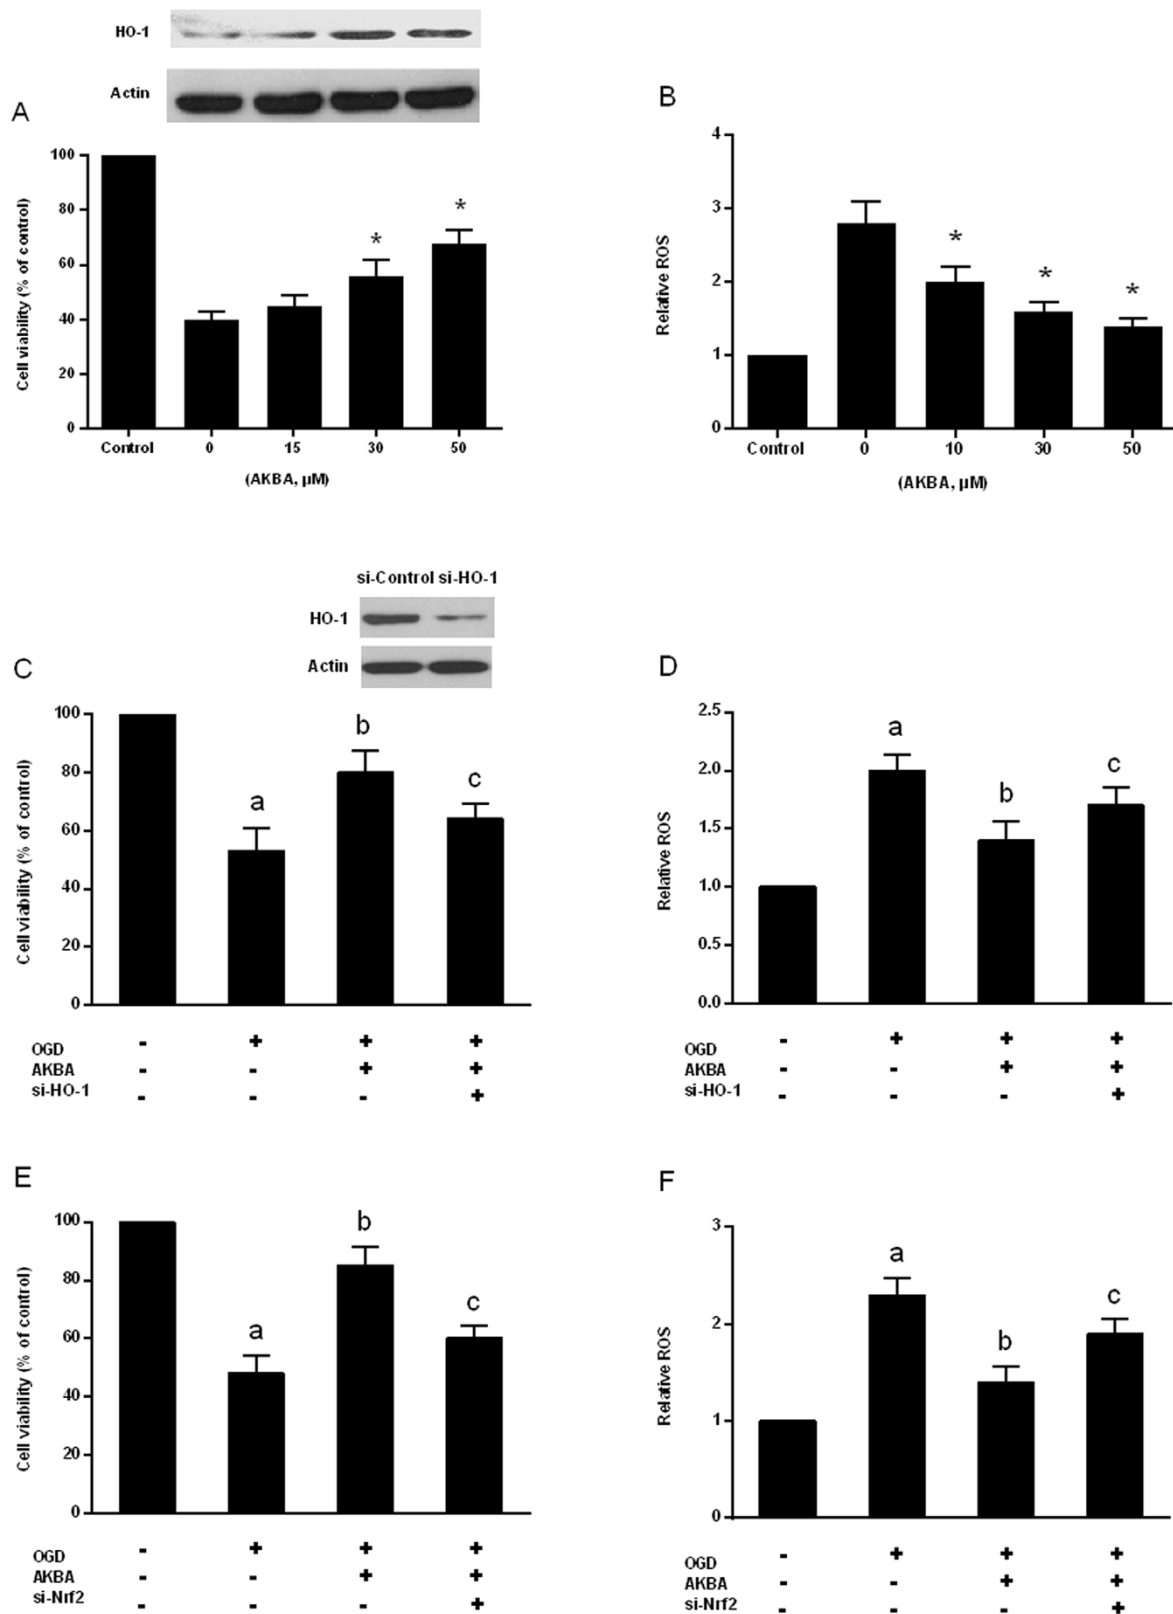 HO-1
Actin
A
Cell viability (% of control)
100
80
60
40
20
0
* *
Control 0 15 30 50
(AKBA, µM)
B
Relative ROS
4
3
2
1
0
* * *
Control 0 10 30 50
(AKBA, µM)
si-Control si-HO-1
HO-1
Actin
C
Cell viability (% of control)
100
80
60
40
20
0
a b c
OGD - + + +
AKBA - - + +
si-HO-1 - - - +
D
Relative ROS
2.5
2.0
1.5
1.0
0.5
0.0
a b c
OGD - + + +
AKBA - - + +
si-HO-1 - - - +
E
Cell viability (% of control)
100
80
60
40
20
0
a b c
OGD - + + +
AKBA - - + +
si-Nrf2 - - - +
F
Relative ROS
3
2
1
0
a b c
OGD - + + +
AKBA - - + +
si-Nrf2 - - - +